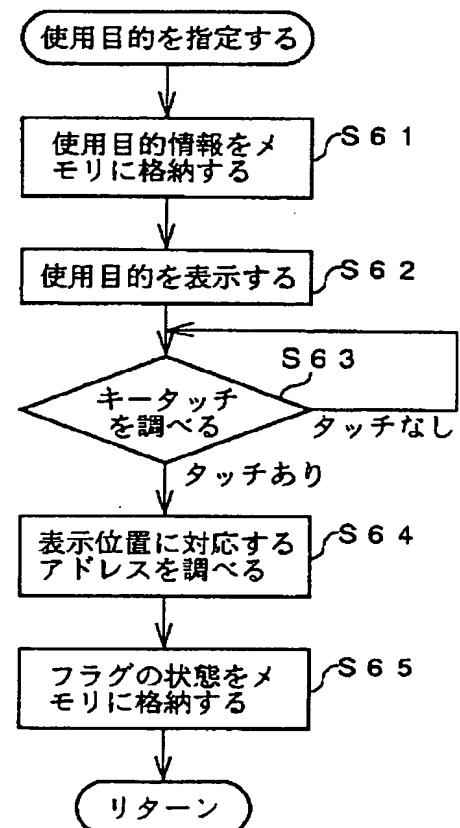 使用目的を指定する
使用目的情報をメ
モリに格納する
S61
使用目的を表示する
S62
S63
キータッチ
を調べる
タッチなし
タッチあり
表示位置に対応する
アドレスを調べる
S64
フラグの状態をメ
モリに格納する
S65
リターン